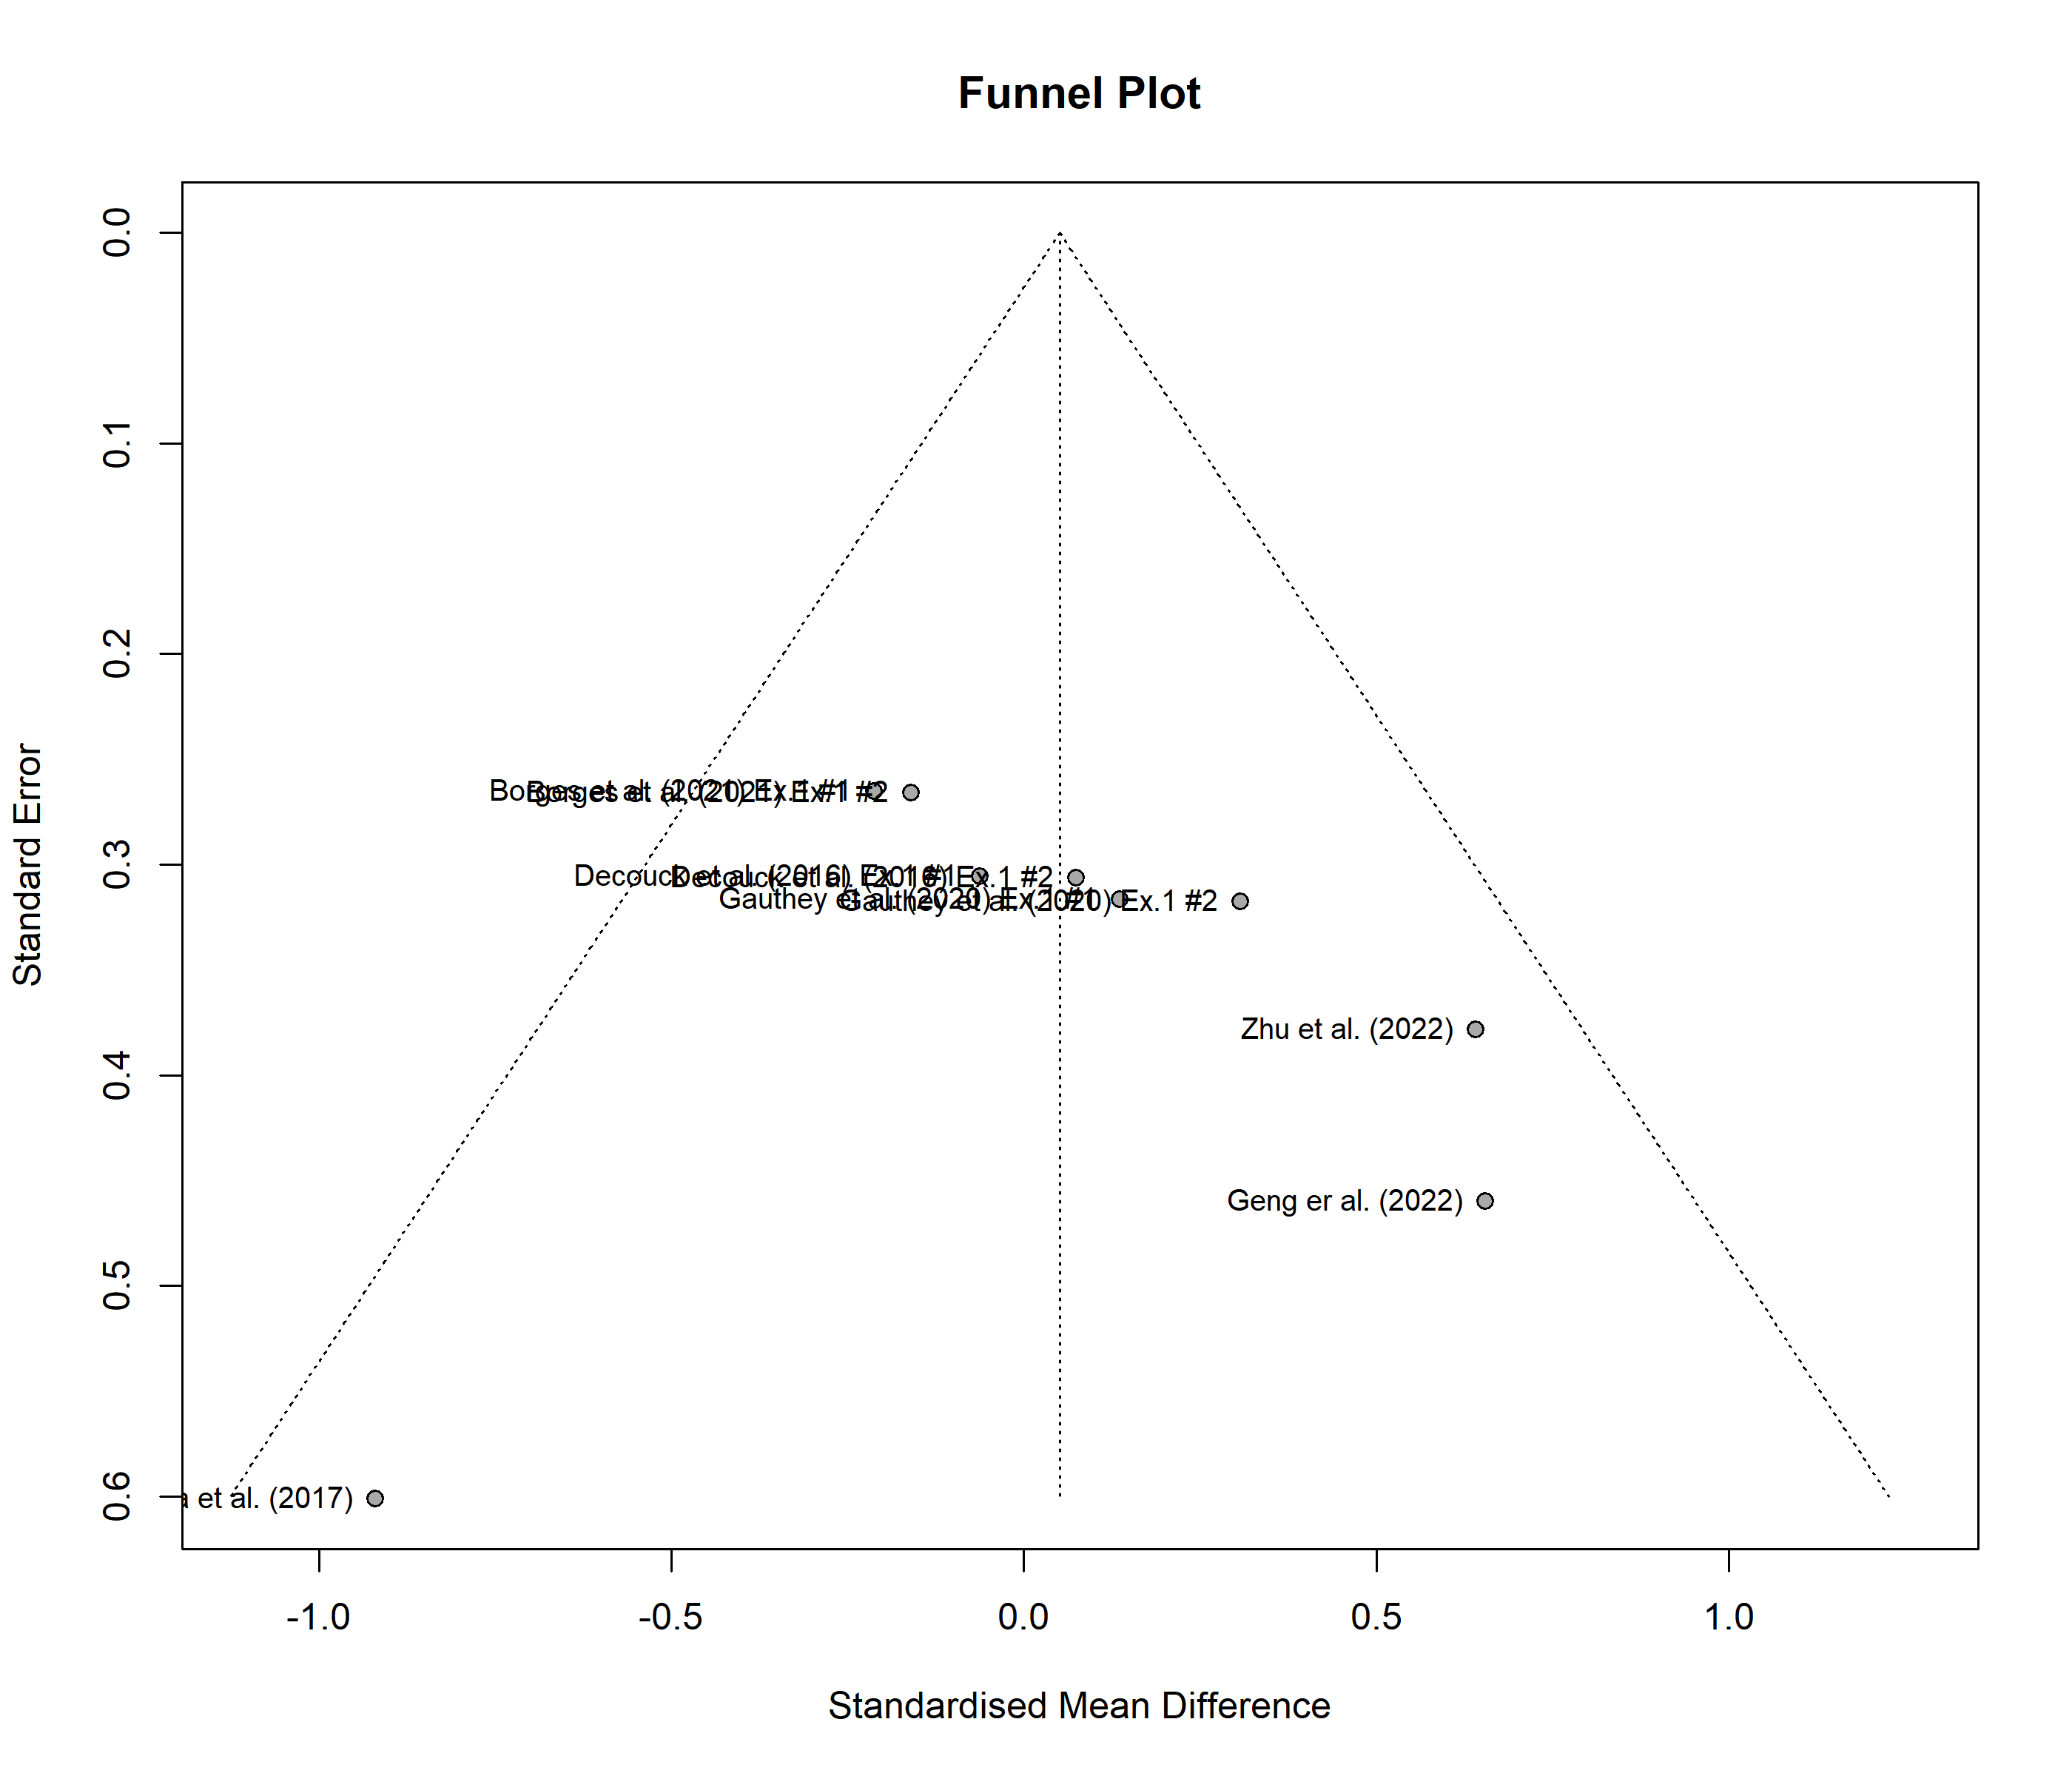 Funnel Plot
Standard Error
0.0
0.1
0.2
0.3
0.4
0.5
0.6
Borges et al. (2021) Ex.1 #1
Borges et al. (2021) Ex.1 #2
Decouck et al. (2016) Ex.1 #1
Decouck et al. (2016) Ex.1 #2
Gauthey et al. (2020) Ex.1 #1
Gauthey et al. (2020) Ex.1 #2
Zhu et al. (2022)
Geng er al. (2022)
a et al. (2017)
-1.0
-0.5
0.0
0.5
1.0
Standardised Mean Difference